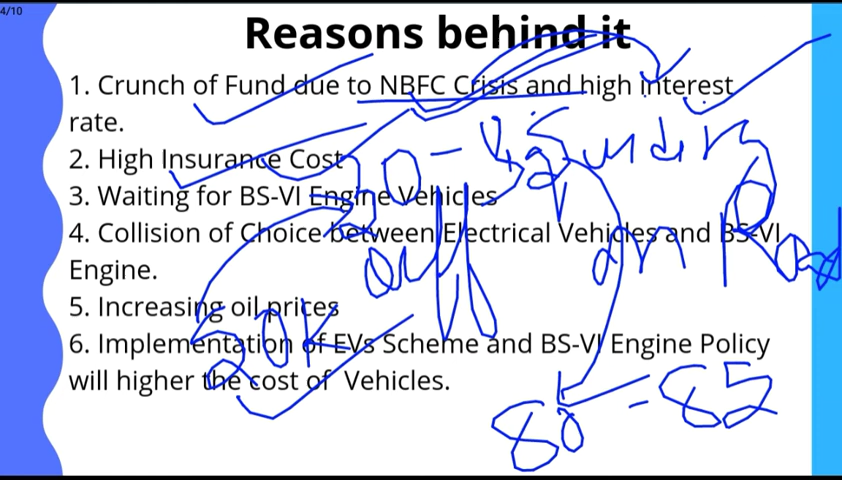 4/10
Reasons behind it
1. Crunch of Fund due to NBFC Crisis and high interest
rate.
2. High Insurance Cost
3. Waiting for BS-VI Engine Vehicles
4. Collision of Choice between Electrical Vehicles and BS-VI
Engine.
5. Increasing oil prices
6. Implementation of EVs Scheme and BS-VI Engine Policy
will higher the cost of Vehicles.
on Road
20K
80 - 85